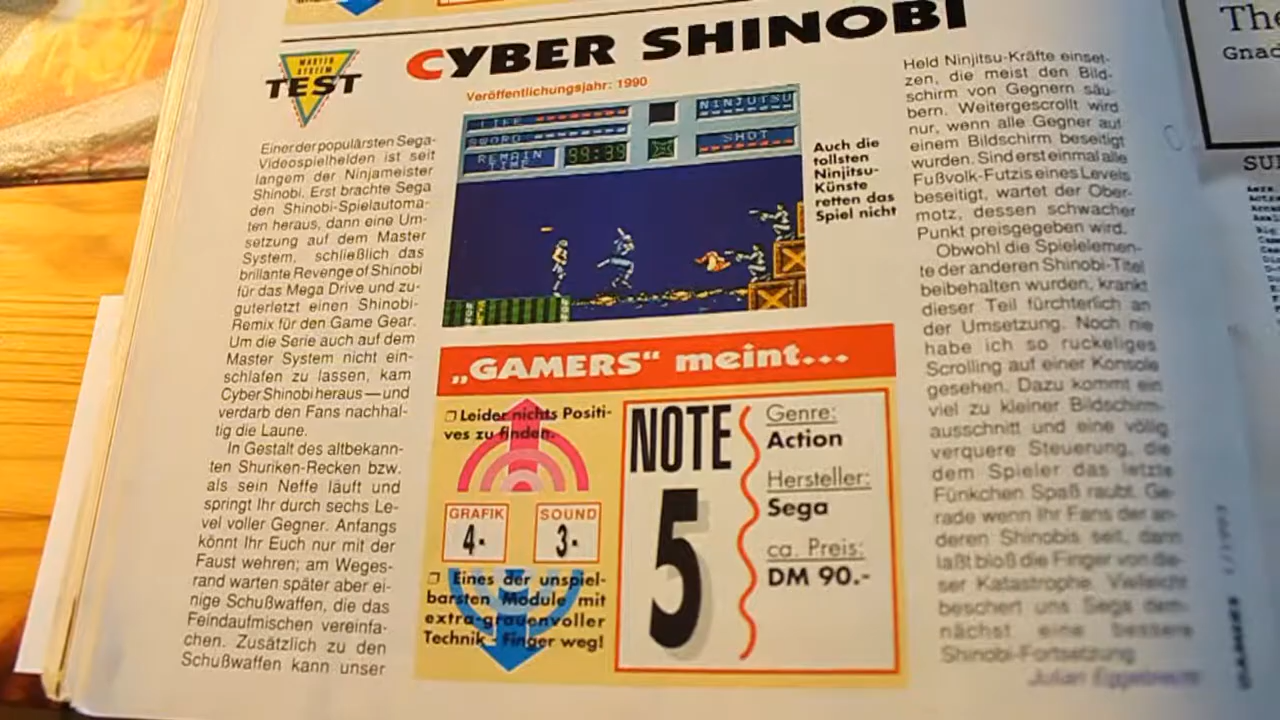 CYBER SHINOBI
MASTER
SYSTEM
TEST
Veröffentlichungsjahr: 1990
Einer der populärsten Sega-
Videospielhelden ist seit
langem der Ninjameister
Shinobi. Erst brachte Sega
den Shinobi-Spielautoma-
ten heraus, dann eine Um-
setzung auf dem Master
System, schließlich das
brillante Revenge of Shinobi
für das Mega Drive und zu-
guterletzt einen Shinobi-
Remix für den Game Gear.
Um die Serie auch auf dem
Master System nicht ein-
schlafen zu lassen, kam
Cyber Shinobi heraus — und
verdarb den Fans nachhal-
tig die Laune.
In Gestalt des altbekann-
ten Shuriken-Recken bzw.
als sein Neffe läuft und
springt Ihr durch sechs Le-
vel voller Gegner. Anfangs
könnt Ihr Euch nur mit der
Faust wehren; am Weges-
rand warten später aber ei-
nige Schußwaffen, die das
Feindaufmischen vereinfa-
chen. Zusätzlich zu den
Schußwaffen kann unser
LIFE
SWORD
REMAIN
TIME
99:39
NINJUTSU
SHOT
Auch die
tollsten
Ninjitsu-
Künste
retten das
Spiel nicht
„GAMERS“ meint...
❒ Leider nichts Positi-
ves zu finden.
GRAFIK
4-
SOUND
3-
❒ Eines der unspiel-
barsten Module mit
extra-grauenvoller
Technik - Finger weg!
NOTE
5
Genre:
Action
Hersteller:
Sega
ca. Preis:
DM 90.-
Held Ninjitsu-Kräfte einset-
zen, die meist den Bild-
schirm von Gegnern säu-
bern. Weitergescrollt wird
nur, wenn alle Gegner auf
einem Bildschirm beseitigt
wurden. Sind erst einmal alle
Fußvolk-Futzis eines Levels
beseitigt, wartet der Ober-
motz, dessen schwacher
Punkt preisgegeben wird.
Obwohl die Spielelemen-
te der anderen Shinobi-Titel
beibehalten wurden, krankt
dieser Teil fürchterlich an
der Umsetzung. Noch nie
habe ich so ruckeliges
Scrolling auf einer Konsole
gesehen. Dazu kommt ein
viel zu kleiner Bildschirm-
ausschnitt und eine völlig
verquere Steuerung, die
dem Spieler das letzte
Fünkchen Spaß raubt. Ge-
rade wenn Ihr Fans der an-
deren Shinobis seit, dann
laßt bloß die Finger von die-
ser Katastrophe. Vielleicht
beschert uns Sega dem-
nächst eine bessere
Shinobi-Fortsetzung
Julian Eggebrecht
GAMERS
The
Gnad